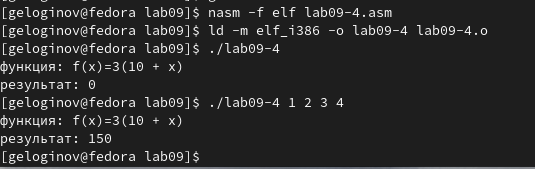 [geloginov@fedora lab09]$ nasm -f elf lab09-4.asm
[geloginov@fedora lab09]$ ld -m elf_i386 -o lab09-4 lab09-4.o
[geloginov@fedora lab09]$ ./lab09-4
функция: f(x)=3(10 + x)
результат: 0
[geloginov@fedora lab09]$ ./lab09-4 1 2 3 4
функция: f(x)=3(10 + x)
результат: 150
[geloginov@fedora lab09]$